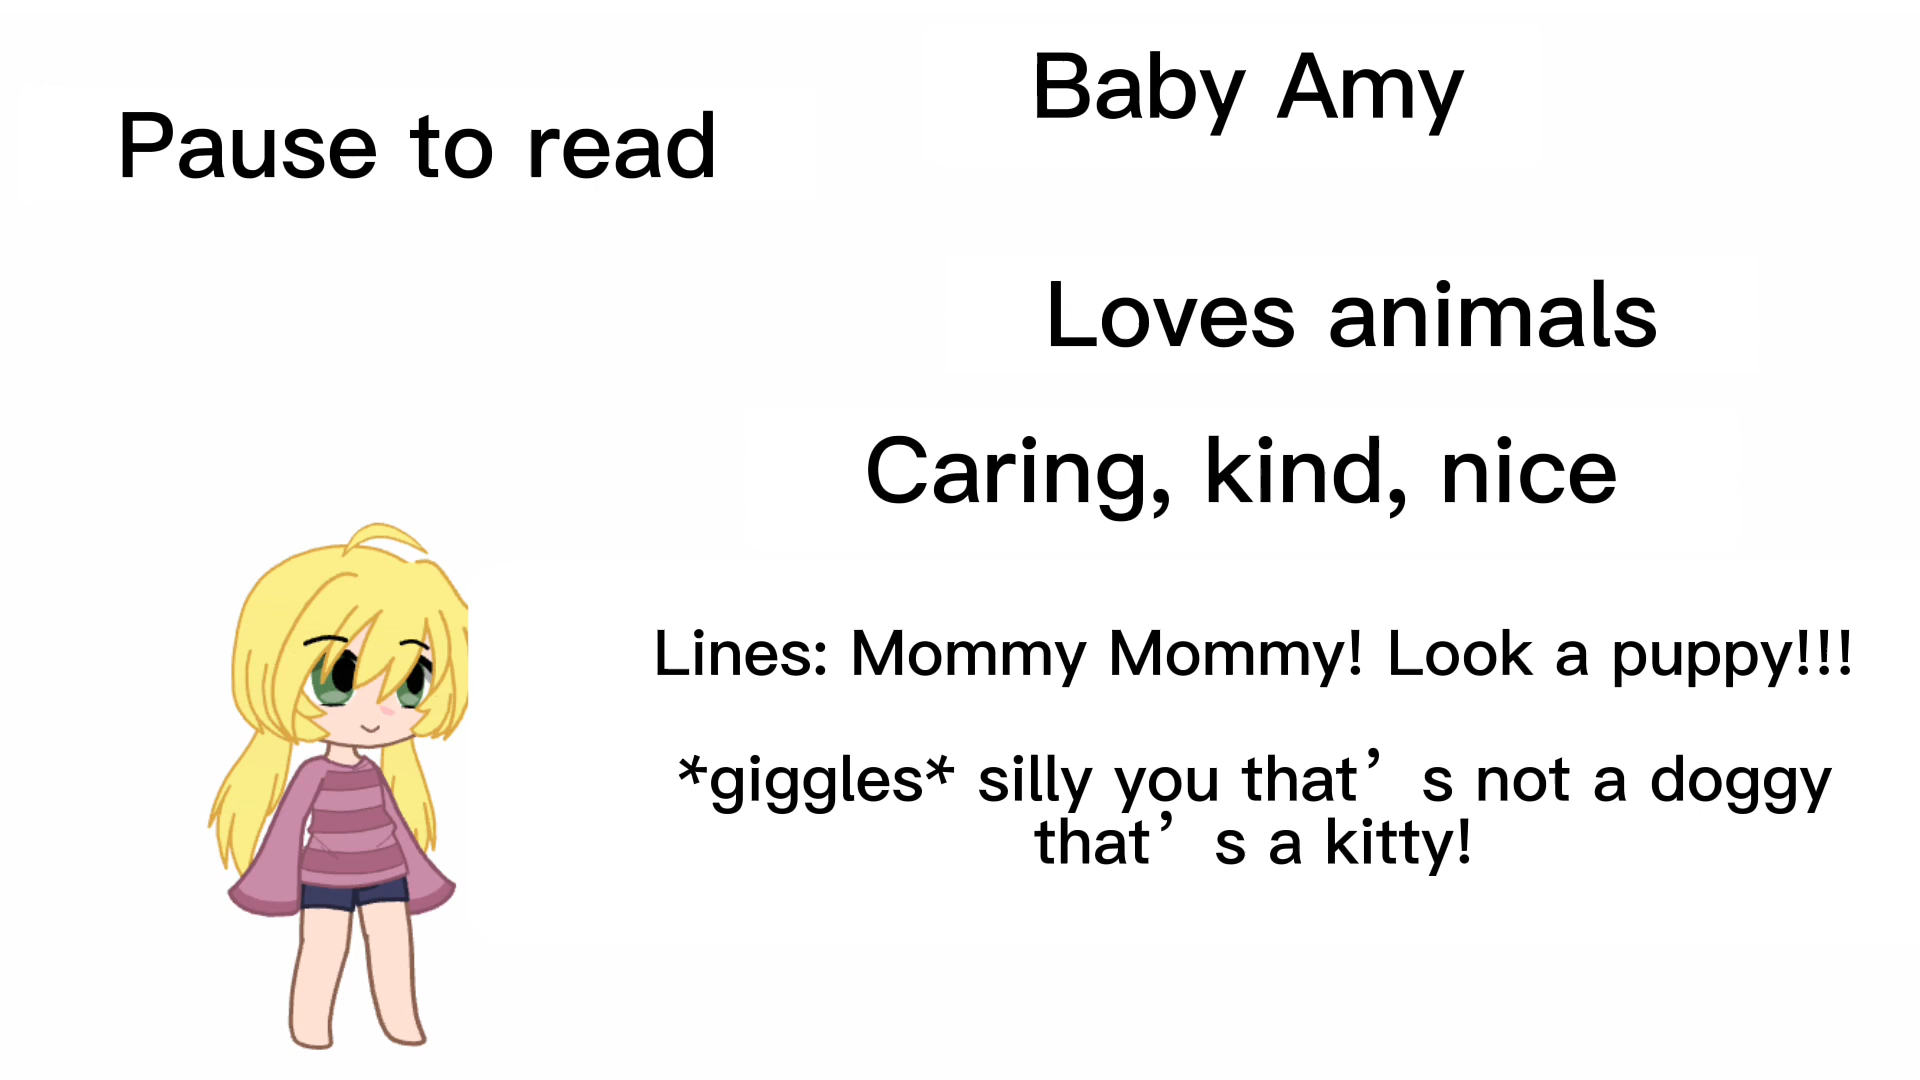 Pause to read
Baby Amy
Loves animals
Caring, kind, nice
Lines: Mommy Mommy! Look a puppy!!!
*giggles* silly you that’s not a doggy
that’s a kitty!